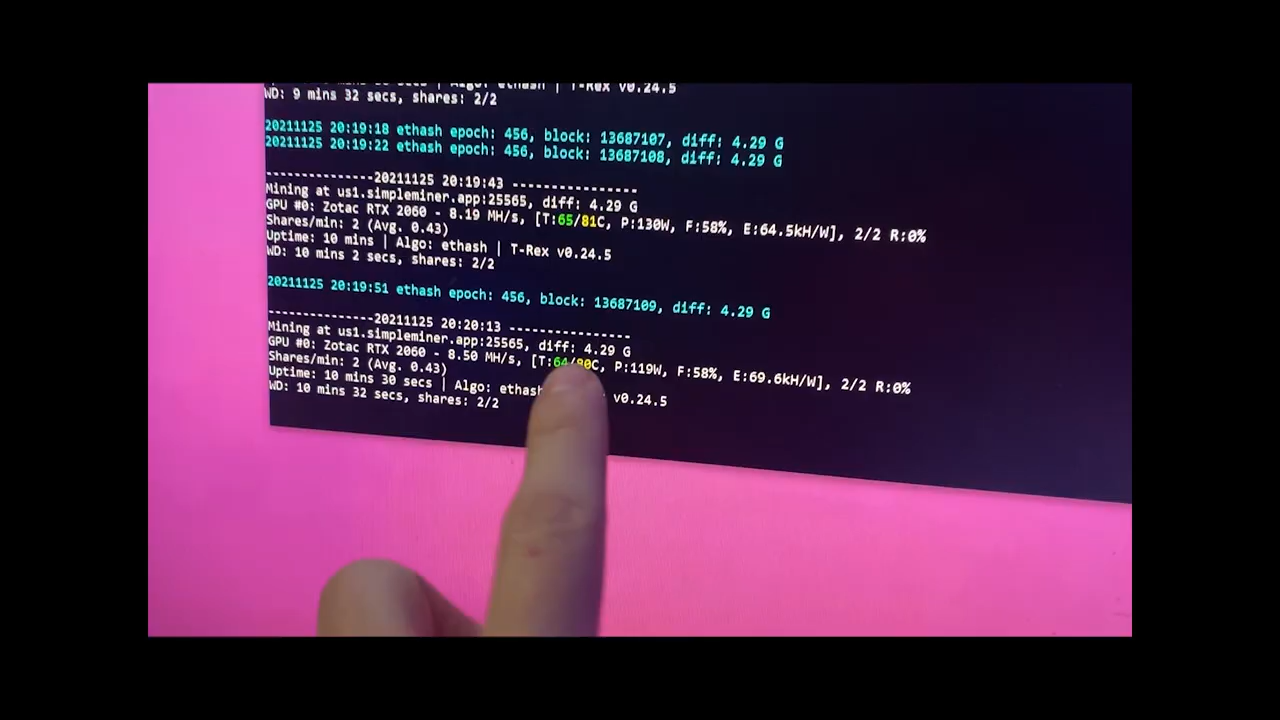 Algo: ethash | T-Rex v0.24.5
WD: 9 mins 32 secs, shares: 2/2
20211125 20:19:18 ethash epoch: 456, block: 13687107, diff: 4.29 G
20211125 20:19:22 ethash epoch: 456, block: 13687108, diff: 4.29 G
---------------20211125 20:19:43 ----------------
Mining at us1.simpleminer.app:25565, diff: 4.29 G
GPU #0: Zotac RTX 2060 - 8.19 MH/s, [T:65/81C, P:130W, F:58%, E:64.5kH/W], 2/2 R:0%
Shares/min: 2 (Avg. 0.43)
Uptime: 10 mins | Algo: ethash | T-Rex v0.24.5
WD: 10 mins 2 secs, shares: 2/2
20211125 20:19:51 ethash epoch: 456, block: 13687109, diff: 4.29 G
---------------20211125 20:20:13 ----------------
Mining at us1.simpleminer.app:25565, diff: 4.29 G
GPU #0: Zotac RTX 2060 - 8.50 MH/s, [T:64/80C, P:119W, F:58%, E:69.6kH/W], 2/2 R:0%
Shares/min: 2 (Avg. 0.43)
Uptime: 10 mins 30 secs | Algo: ethash v0.24.5
WD: 10 mins 32 secs, shares: 2/2